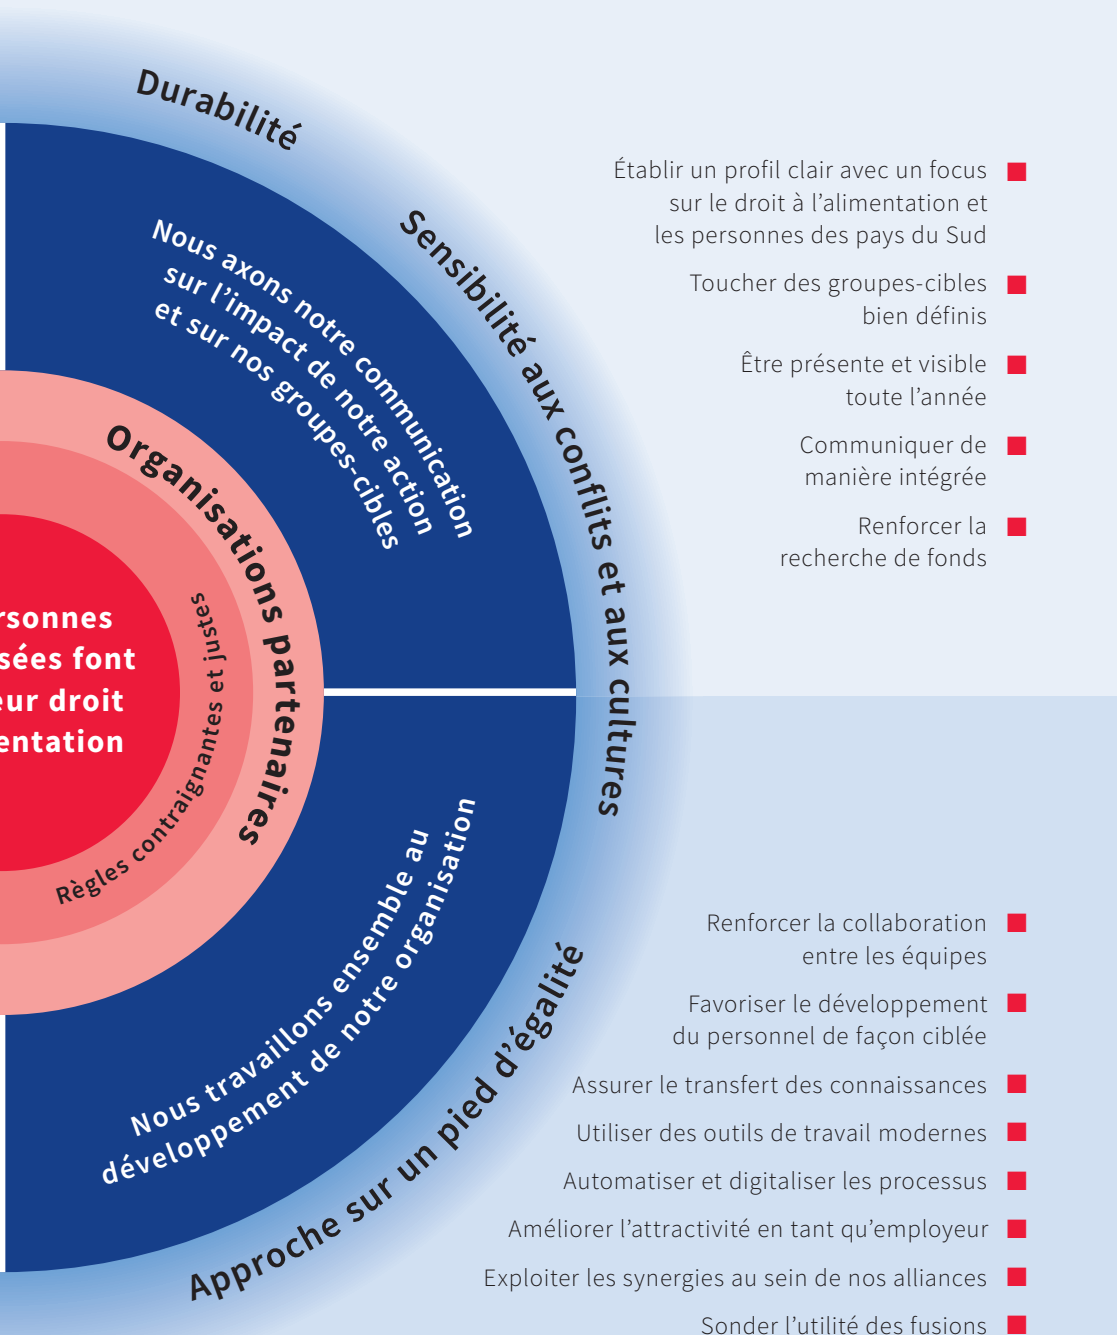 Durabilité
Sensibilité aux conflits et aux cultures
Approche sur un pied d'égalité
Nous axons notre communication
sur l'impact de notre action
et sur nos groupes-cibles
Organisations partenaires
Règles contraignantes et justes
rsonnes
sées font
eur droit
entation
Nous travaillons ensemble au
développement de notre organisation
Établir un profil clair avec un focus
sur le droit à l’alimentation et
les personnes des pays du Sud
Toucher des groupes-cibles
bien définis
Être présente et visible
toute l’année
Communiquer de
manière intégrée
Renforcer la
recherche de fonds
Renforcer la collaboration
entre les équipes
Favoriser le développement
du personnel de façon ciblée
Assurer le transfert des connaissances
Utiliser des outils de travail modernes
Automatiser et digitaliser les processus
Améliorer l’attractivité en tant qu’employeur
Exploiter les synergies au sein de nos alliances
Sonder l’utilité des fusions